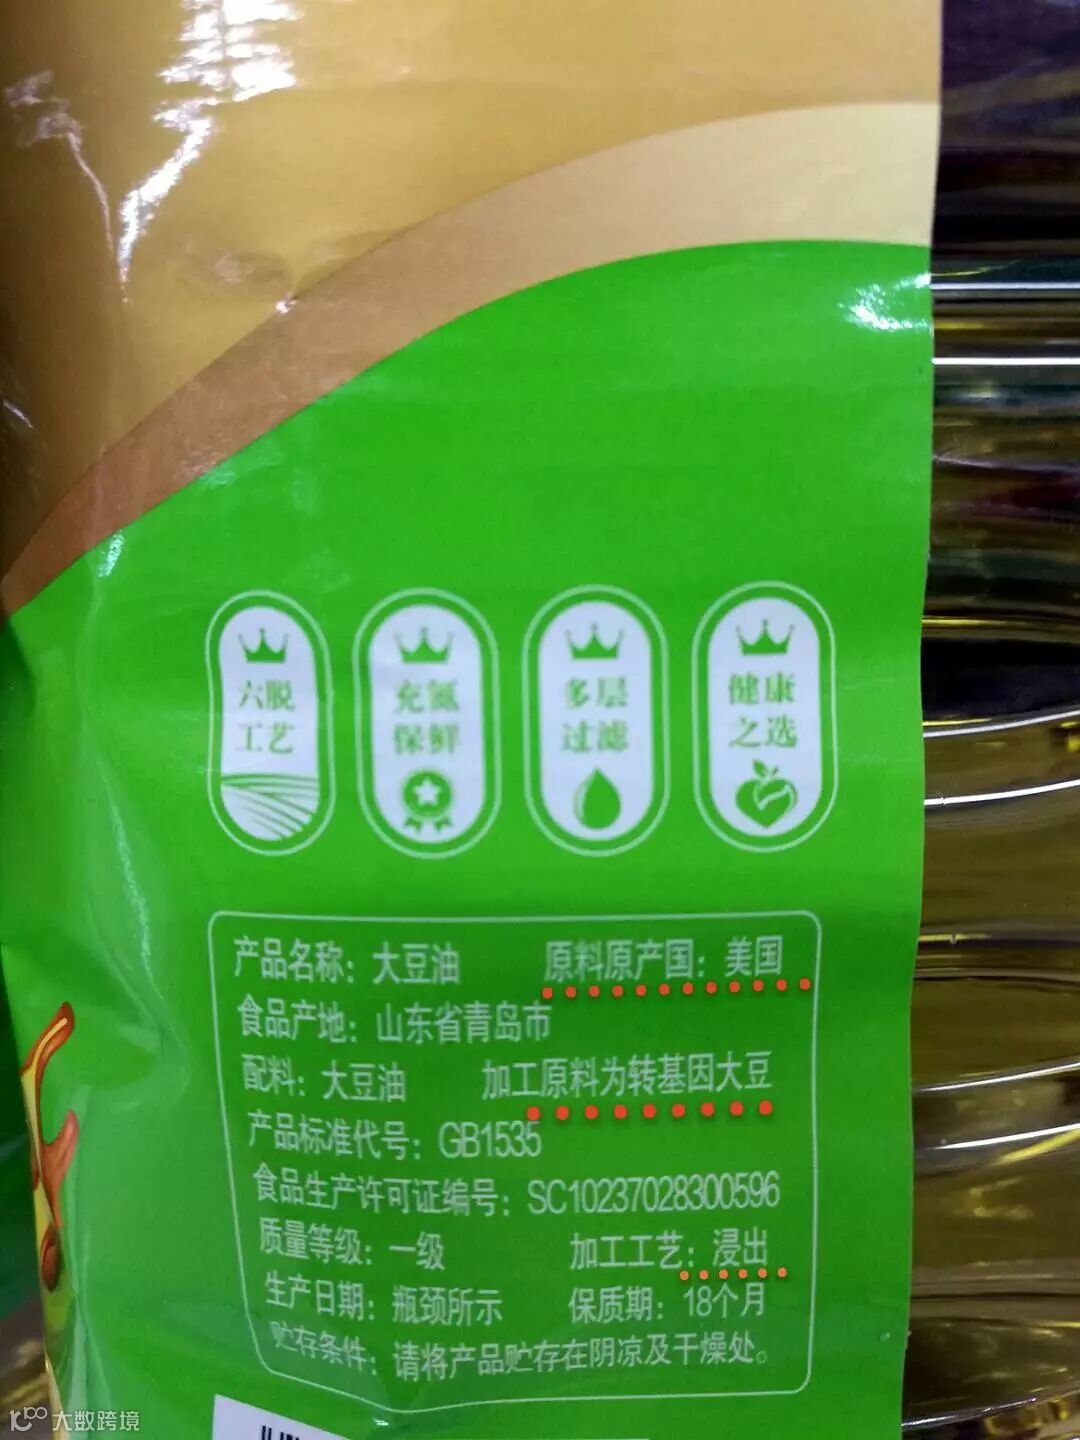 六脱
工艺
充氮
保鲜
多层
过滤
健康
之选
产品名称：大豆油 原料原产国：美国
食品产地：山东省青岛市
配料：大豆油 加工原料为转基因大豆
产品标准代号：GB1535
食品生产许可证编号：SC10237028300596
质量等级：一级 加工工艺：浸出
生产日期：瓶颈所示 保质期：18个月
贮存条件：请将产品贮存在阴凉及干燥处。
大数跨境